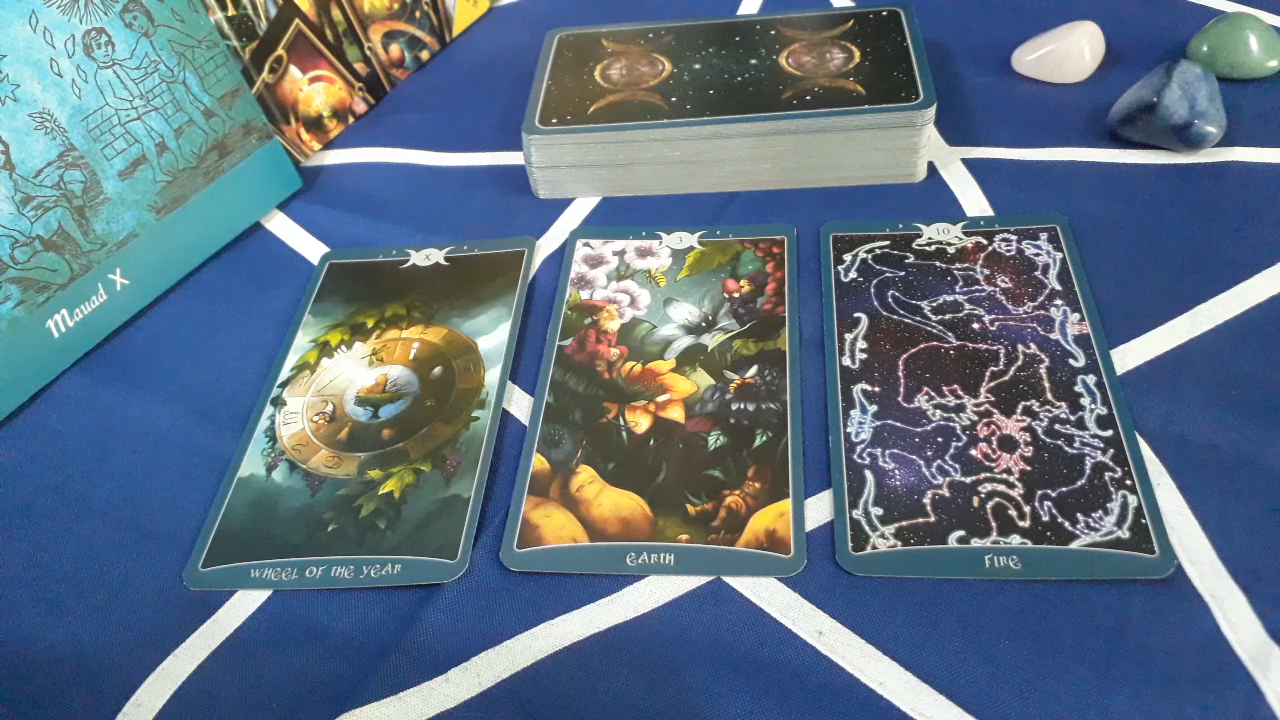 Mauad X
X
WHEEL OF THE YEAR
3
EARTH
10
FIRE